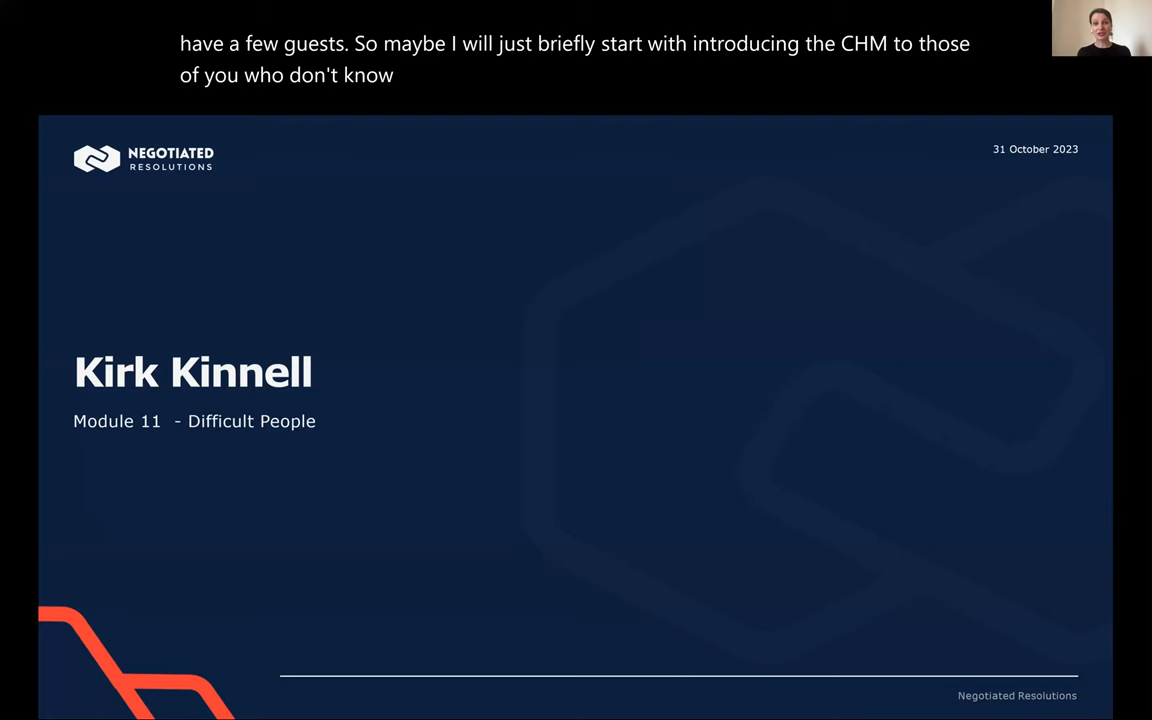 have a few guests. So maybe I will just briefly start with introducing the CHM to those
of you who don't know
NEGOTIATED
RESOLUTIONS
31 October 2023
Kirk Kinnell
Module 11  - Difficult People
Negotiated Resolutions